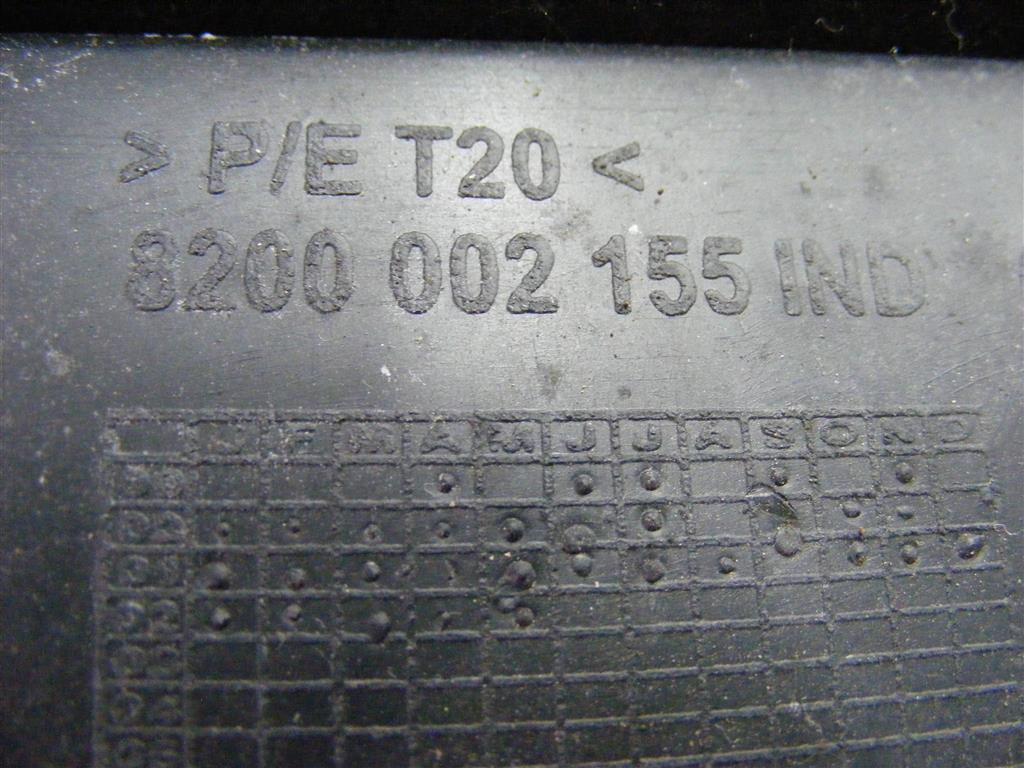 > P/E T20 <
8200 002 155 IND
J F M A M J J A S O N D